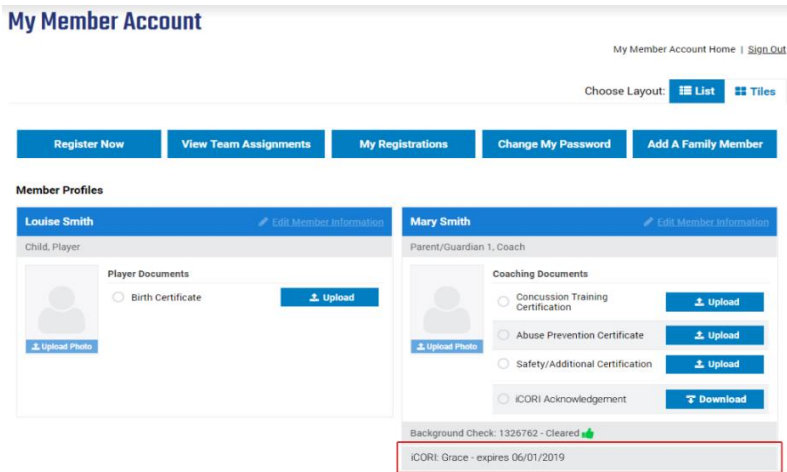 My Member Account
My Member Account Home | Sign Out
Choose Layout: List Tiles
Register Now View Team Assignments My Registrations Change My Password Add A Family Member
Member Profiles
Louise Smith Edit Member Information
Child, Player
Player Documents
Birth Certificate Upload
Upload Photo
Mary Smith Edit Member Information
Parent/Guardian 1, Coach
Coaching Documents
Concussion Training
Certification Upload
Abuse Prevention Certificate Upload
Upload Photo
Safety/Additional Certification Upload
iCORI Acknowledgement Download
Background Check: 1326762 - Cleared
iCORI: Grace - expires 06/01/2019